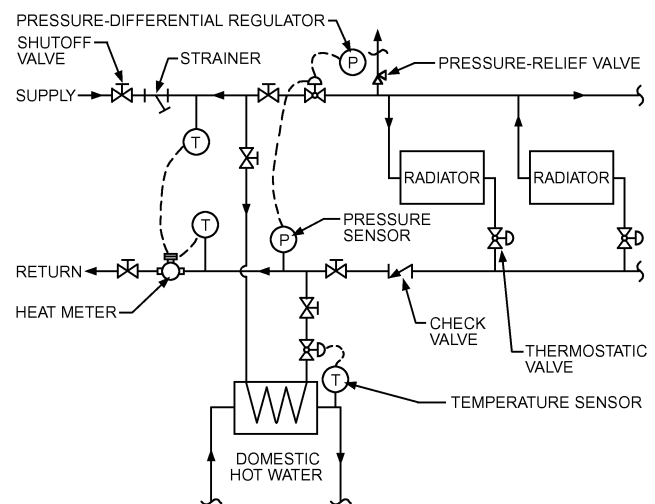 PRESSURE-DIFFERENTIAL REGULATOR
SHUTOFF
VALVE
STRAINER
P
PRESSURE-RELIEF VALVE
SUPPLY
T
RADIATOR
RADIATOR
T
P
PRESSURE
SENSOR
RETURN
HEAT METER
CHECK
VALVE
THERMOSTATIC
VALVE
T
TEMPERATURE SENSOR
DOMESTIC
HOT WATER